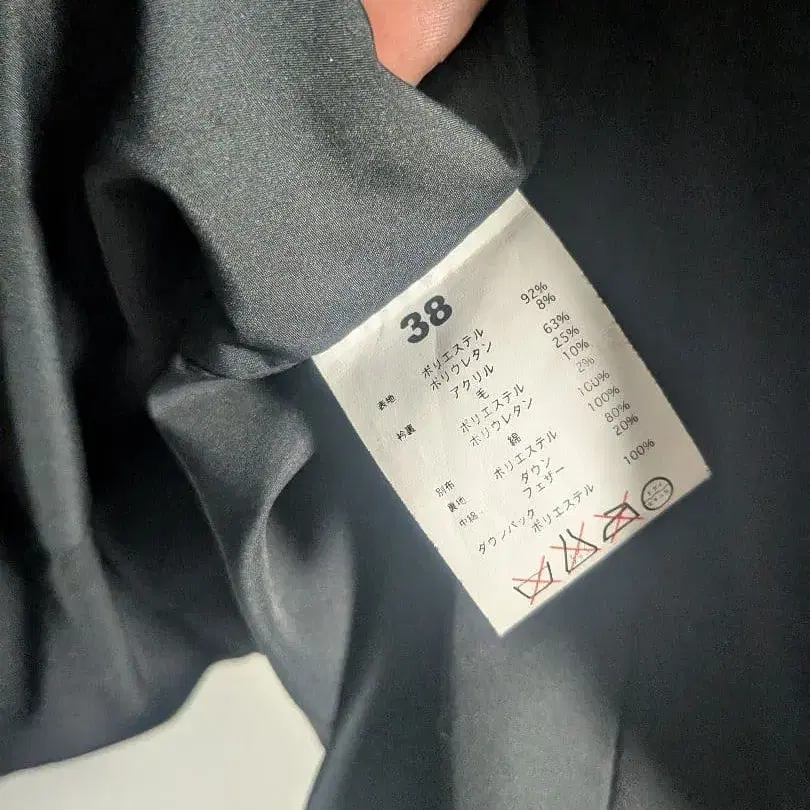 38
表地 ポリエステル 92%
ポリウレタン 8%
衿裏 アクリル 63%
毛 25%
ポリエステル 10%
ポリウレタン 2%
別布 綿 100%
裏地 ポリエステル 100%
中綿 ダウン 80%
フェザー 20%
ダウンパック ポリエステル 100%